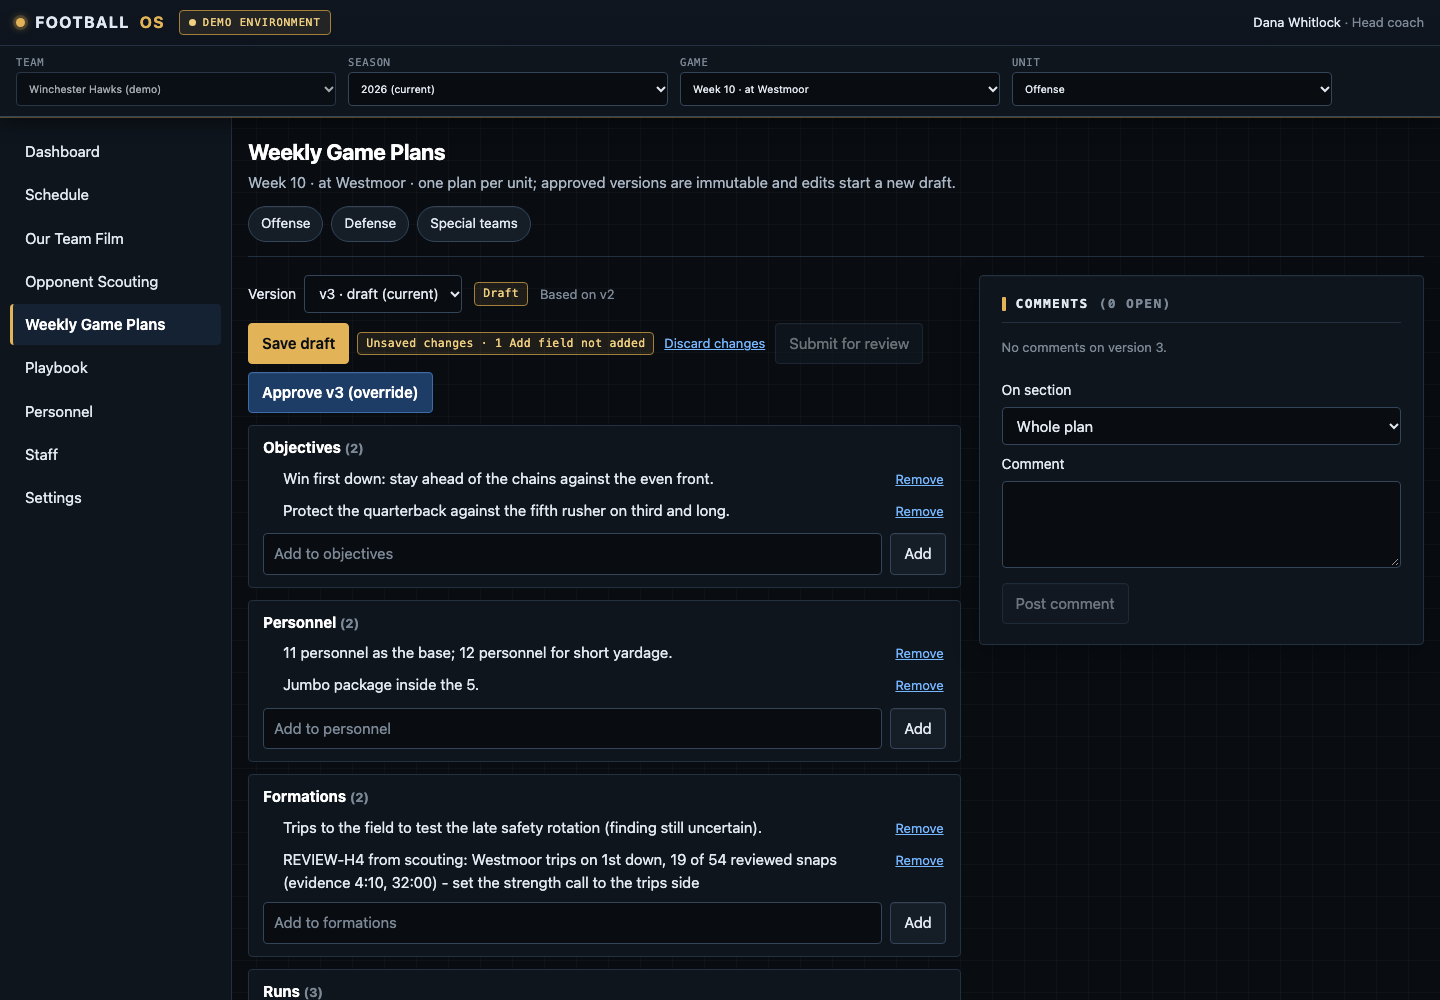 FOOTBALL OS
DEMO ENVIRONMENT
Dana Whitlock · Head coach
TEAM
Winchester Hawks (demo)
SEASON
2026 (current)
GAME
Week 10 · at Westmoor
UNIT
Offense
Dashboard
Schedule
Our Team Film
Opponent Scouting
Weekly Game Plans
Playbook
Personnel
Staff
Settings
Weekly Game Plans
Week 10 · at Westmoor · one plan per unit; approved versions are immutable and edits start a new draft.
Offense
Defense
Special teams
Version
v3 · draft (current)
Draft
Based on v2
Save draft
Unsaved changes · 1 Add field not added
Discard changes
Submit for review
Approve v3 (override)
Objectives (2)
Win first down: stay ahead of the chains against the even front.
Remove
Protect the quarterback against the fifth rusher on third and long.
Remove
Add to objectives
Add
Personnel (2)
11 personnel as the base; 12 personnel for short yardage.
Remove
Jumbo package inside the 5.
Remove
Add to personnel
Add
Formations (2)
Trips to the field to test the late safety rotation (finding still uncertain).
Remove
REVIEW-H4 from scouting: Westmoor trips on 1st down, 19 of 54 reviewed snaps
(evidence 4:10, 32:00) - set the strength call to the trips side
Remove
Add to formations
Add
Runs (3)
COMMENTS (0 OPEN)
No comments on version 3.
On section
Whole plan
Comment
Post comment